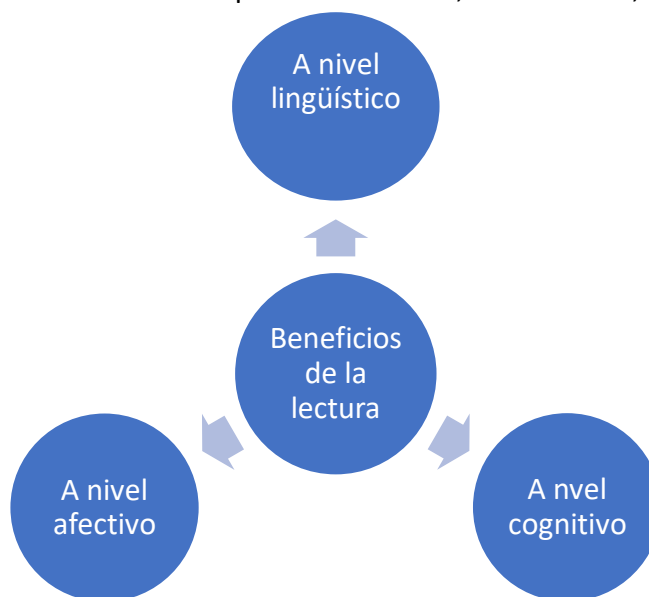 A nivel
lingüístico
Beneficios
de la
lectura
A nivel
afectivo
A nvel
cognitivo